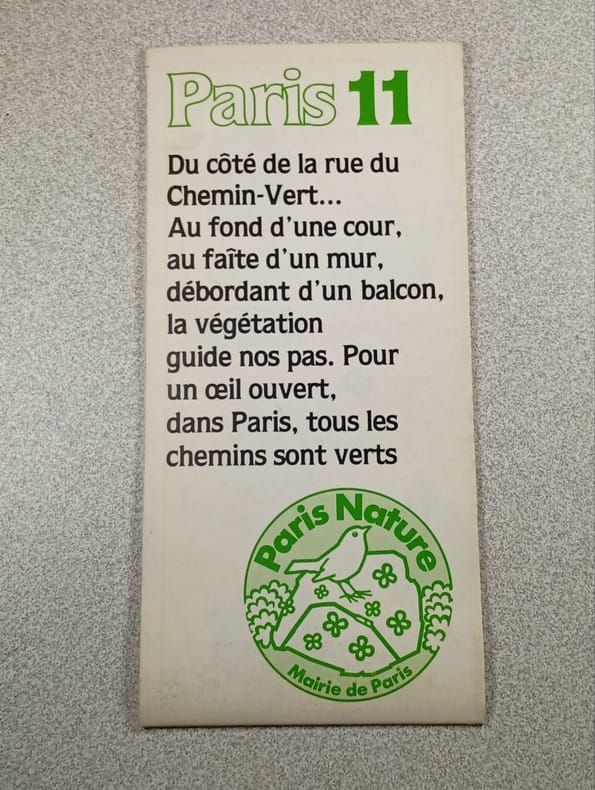 Paris 11
Du côté de la rue du
Chemin-Vert...
Au fond d'une cour,
au faîte d'un mur,
débordant d'un balcon,
la végétation
guide nos pas. Pour
un œil ouvert,
dans Paris, tous les
chemins sont verts
Paris Nature
Mairie de Paris